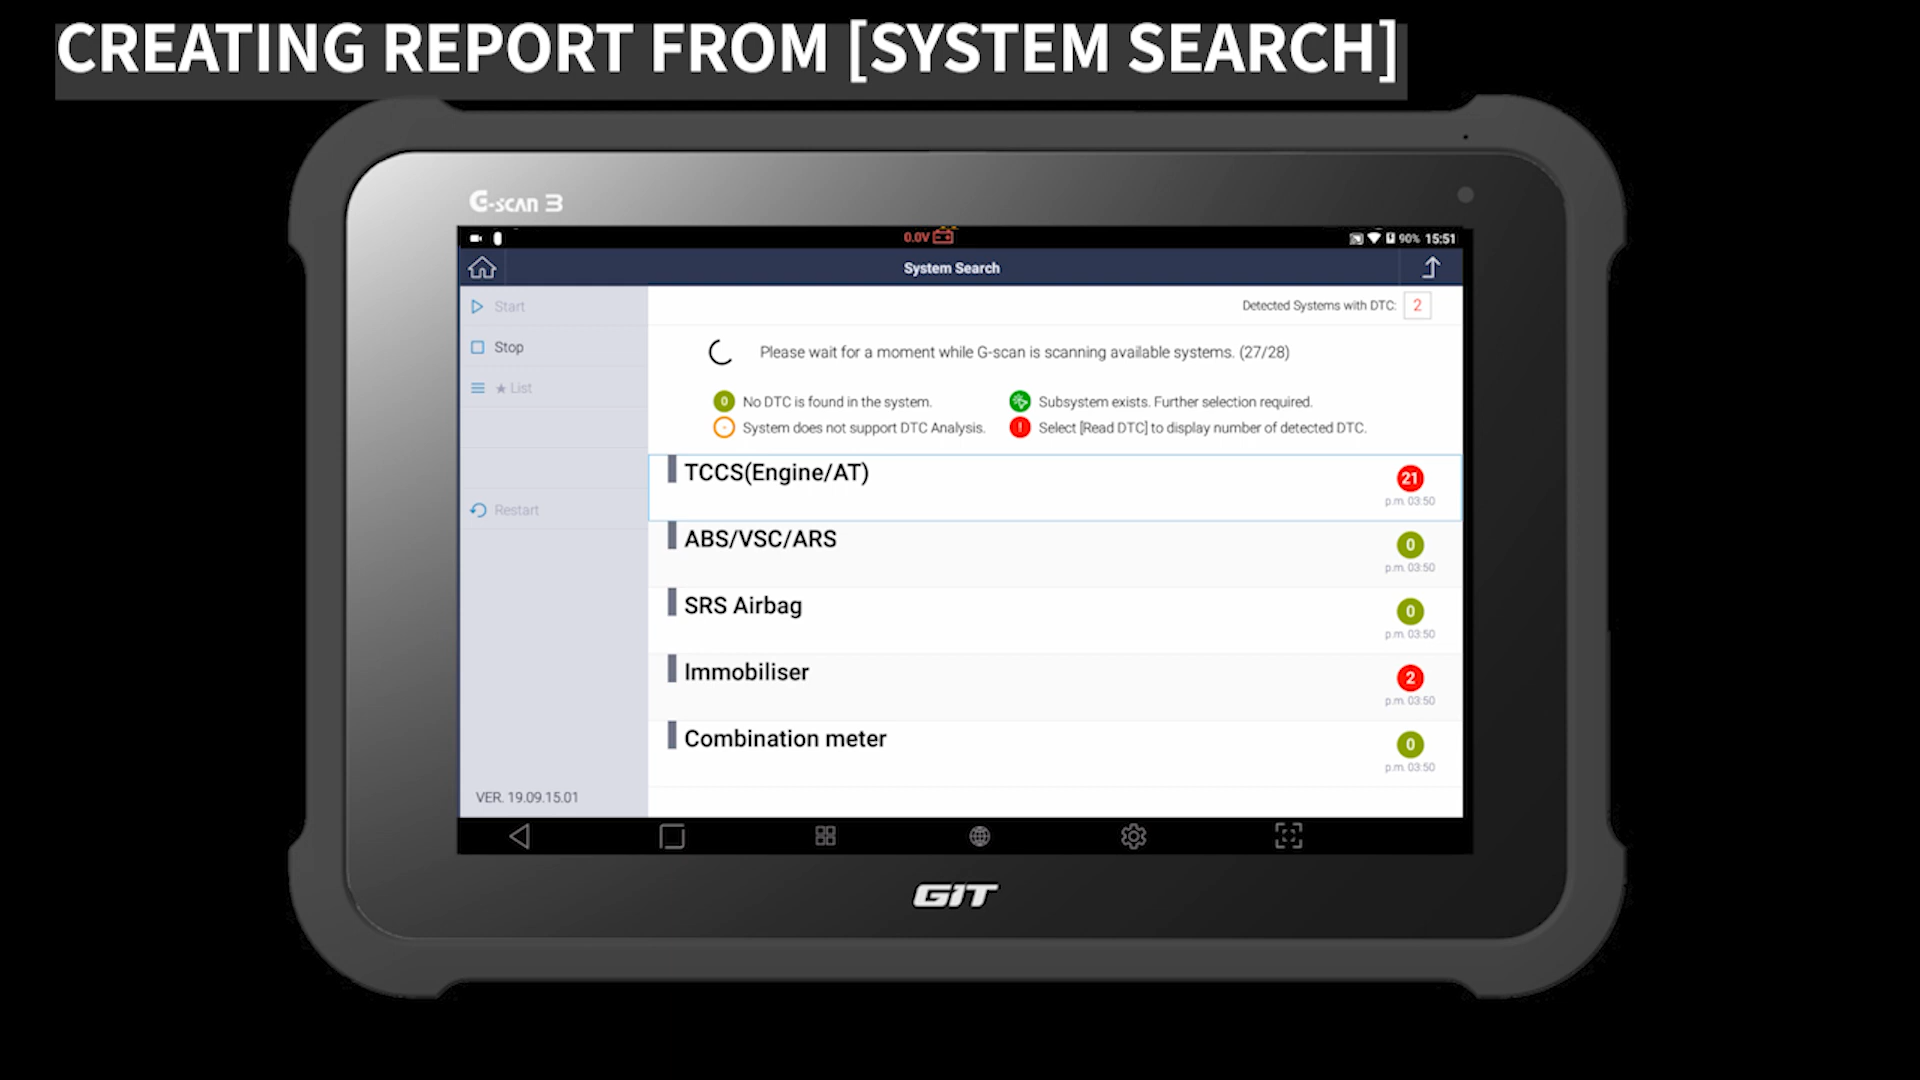 CREATING REPORT FROM [SYSTEM SEARCH]
G-SCAN 3
0.0V
90% 15:51
System Search
Start
Detected Systems with DTC: 2
Stop
Please wait for a moment while G-scan is scanning available systems. (27/28)
★ List
0 No DTC is found in the system.
Subsystem exists. Further selection required.
- System does not support DTC Analysis.
! Select [Read DTC] to display number of detected DTC.
TCCS(Engine/AT)
21
p.m. 03:50
Restart
ABS/VSC/ARS
0
p.m. 03:50
SRS Airbag
0
p.m. 03:50
Immobiliser
2
p.m. 03:50
Combination meter
0
p.m. 03:50
VER. 19.09.15.01
GIT